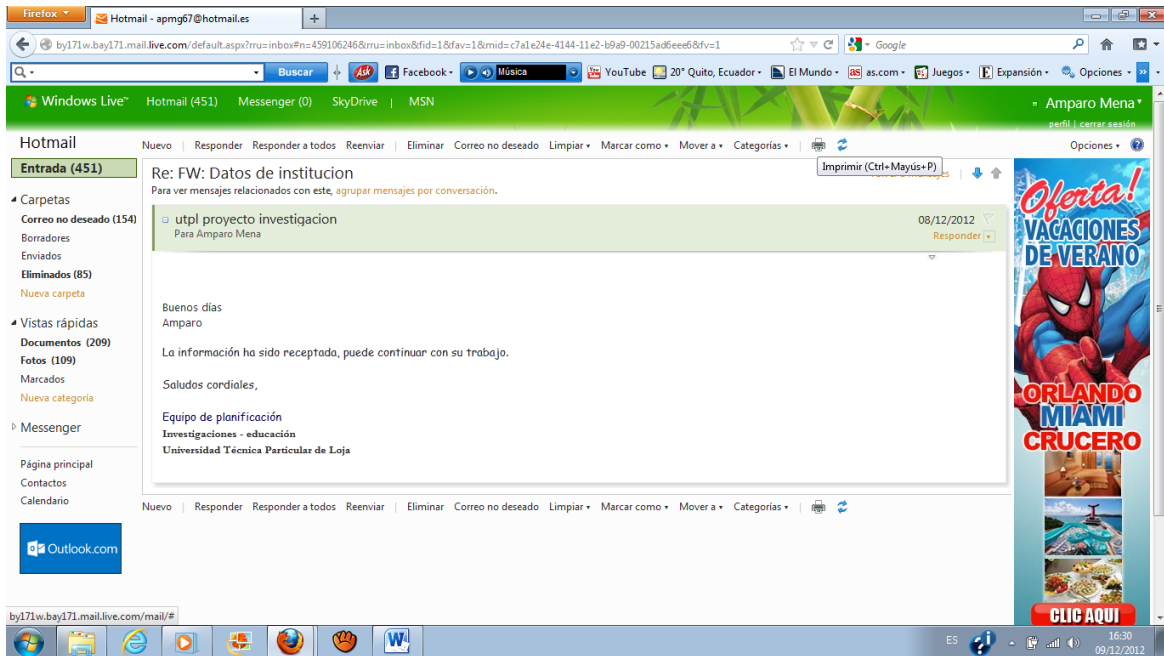 Firefox
Hotmail - apmg67@hotmail.es
by171w.bay171.mail.live.com/default.aspx?rru=inbox#n=459106246&rru=inbox&fid=1&fav=1&mid=c7a1e24e-4144-11e2-b9a9-00215ad6eee6&fv=1
Google
Buscar
Ask
Facebook
Música
YouTube
20° Quito, Ecuador
El Mundo
as as.com
Juegos
E Expansión
Opciones
Windows Live™ Hotmail (451) Messenger (0) SkyDrive | MSN
Amparo Mena
perfil | cerrar sesión
Hotmail
Nuevo | Responder Responder a todos Reenviar | Eliminar Correo no deseado Limpiar Marcar como Mover a Categorías |
Opciones
Imprimir (Ctrl+Mayús+P)
Entrada (451)
Carpetas
Correo no deseado (154)
Borradores
Enviados
Eliminados (85)
Nueva carpeta
Vistas rápidas
Documentos (209)
Fotos (109)
Marcados
Nueva categoría
Messenger
Página principal
Contactos
Calendario
Outlook.com
Re: FW: Datos de institucion
Para ver mensajes relacionados con este, agrupar mensajes por conversación.
utpl proyecto investigacion
Para Amparo Mena
08/12/2012
Responder
Buenos días
Amparo
La información ha sido receptada, puede continuar con su trabajo.
Saludos cordiales,
Equipo de planificación
Investigaciones - educación
Universidad Técnica Particular de Loja
Nuevo | Responder Responder a todos Reenviar | Eliminar Correo no deseado Limpiar Marcar como Mover a Categorías |
Oferta!
VACACIONES
DE VERANO
ORLANDO
MIAMI
CRUCERO
CLIC AQUI
by171w.bay171.mail.live.com/mail/#
ES
16:30
09/12/2012